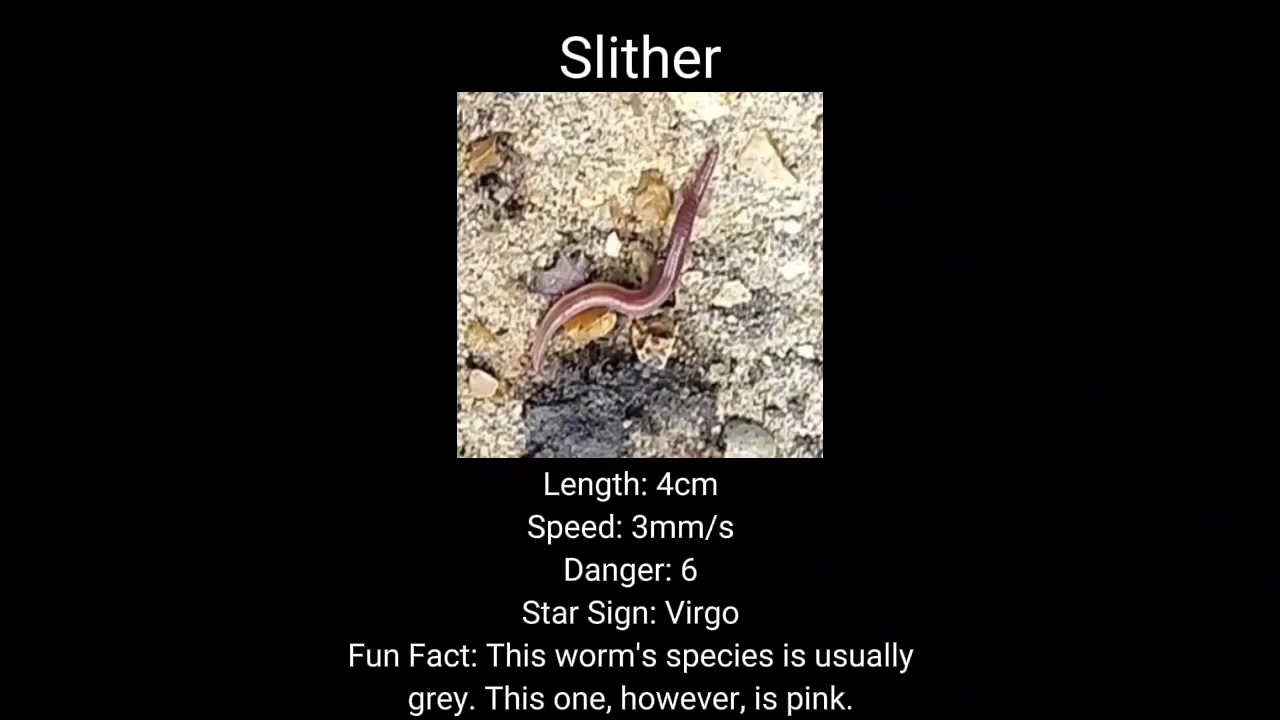 Slither
Length: 4cm
Speed: 3mm/s
Danger: 6
Star Sign: Virgo
Fun Fact: This worm's species is usually
grey. This one, however, is pink.